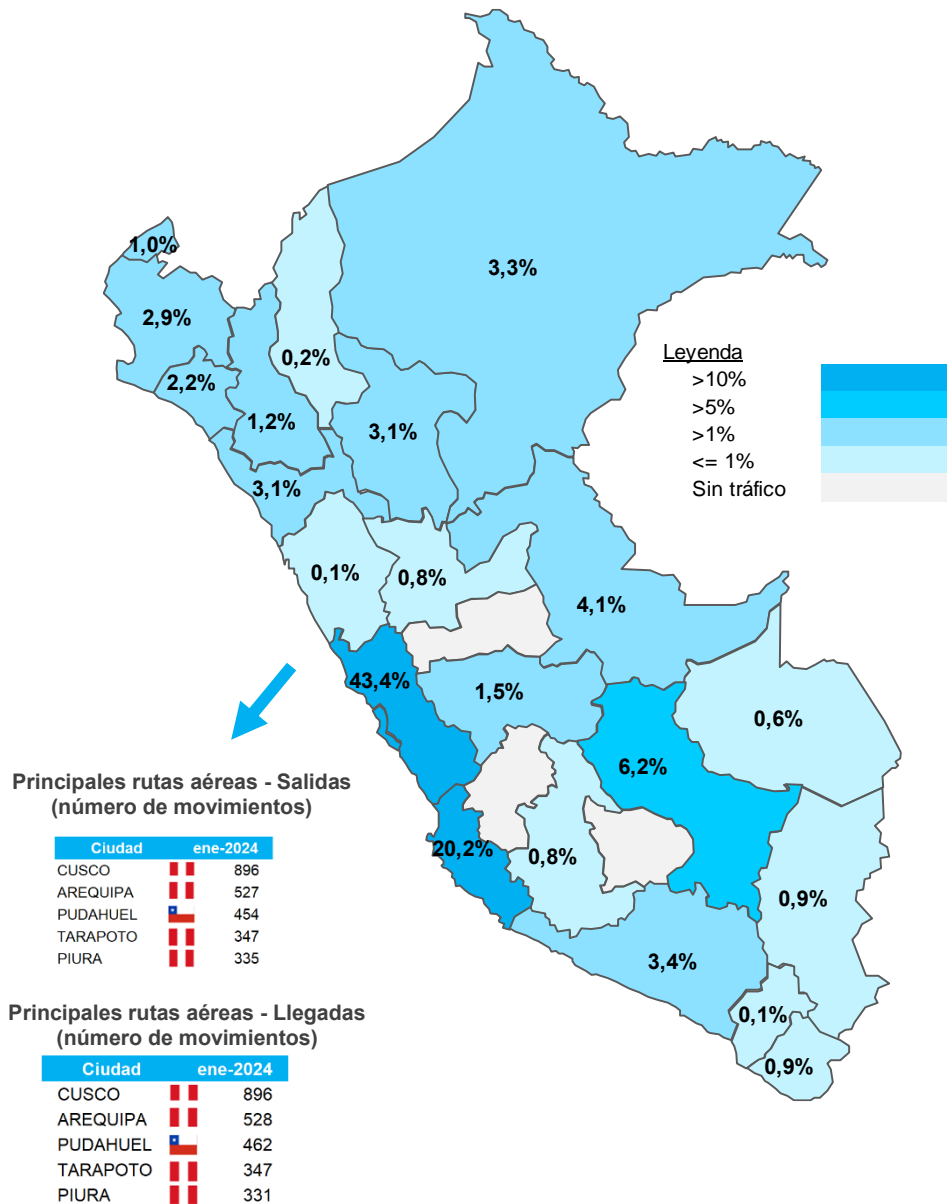 1,0%
3,3%
2,9%
0,2%
Leyenda
>10%
>5%
>1%
<= 1%
Sin tráfico
2,2%
1,2%
3,1%
3,1%
0,1%
0,8%
4,1%
43,4%
1,5%
0,6%
6,2%
20,2%
0,8%
0,9%
3,4%
0,1%
0,9%
Principales rutas aéreas - Salidas
(número de movimientos)
Ciudad ene-2024
CUSCO 896
AREQUIPA 527
PUDAHUEL 454
TARAPOTO 347
PIURA 335
Principales rutas aéreas - Llegadas
(número de movimientos)
Ciudad ene-2024
CUSCO 896
AREQUIPA 528
PUDAHUEL 462
TARAPOTO 347
PIURA 331